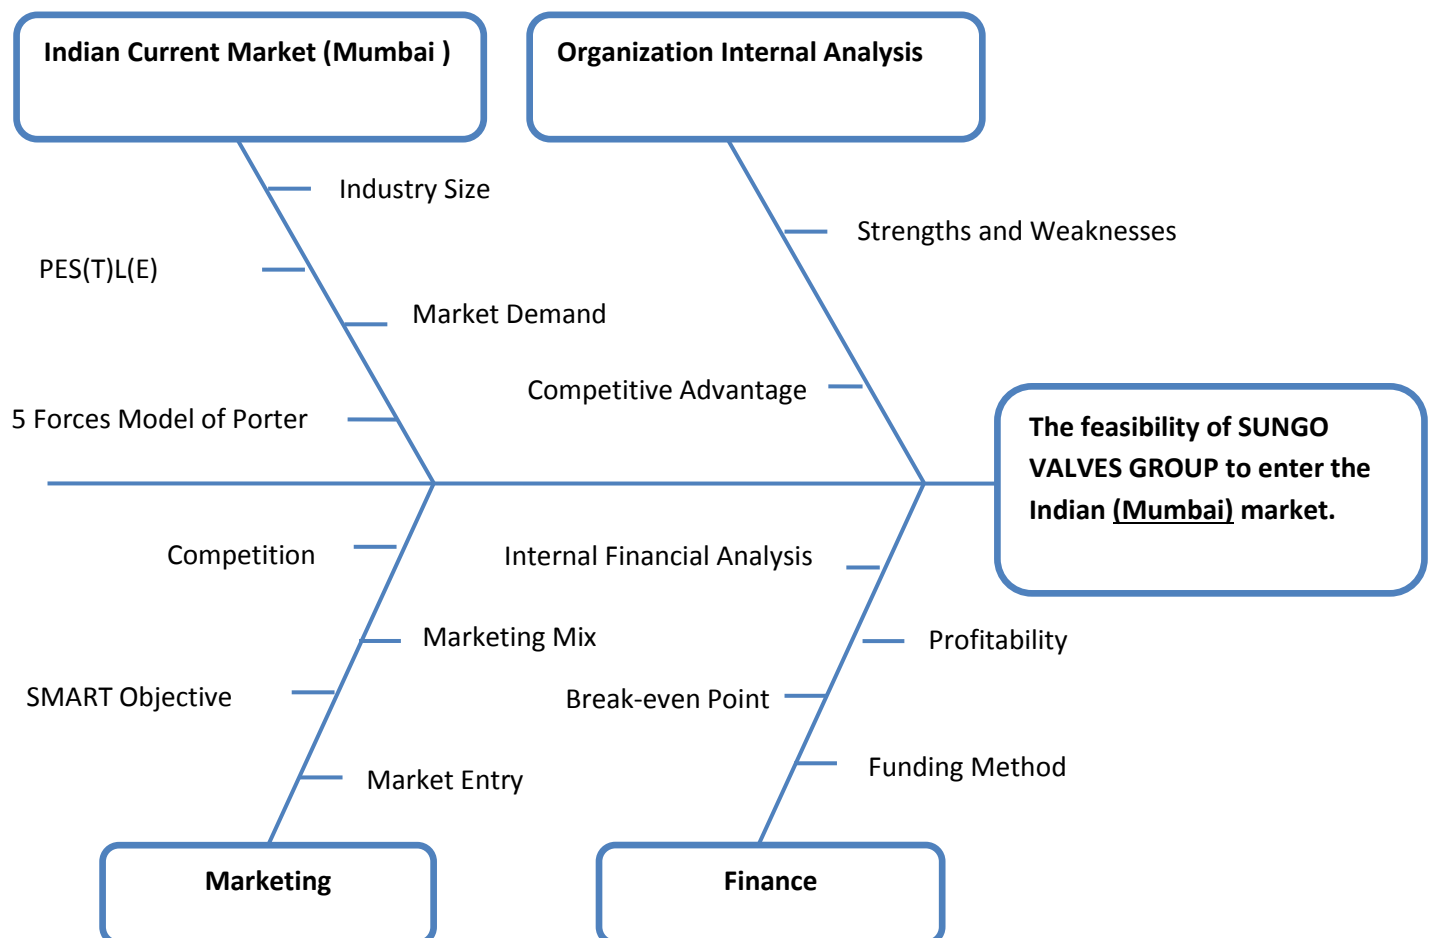 Indian Current Market (Mumbai )
Organization Internal Analysis
Industry Size
Strengths and Weaknesses
PES(T)L(E)
Market Demand
Competitive Advantage
5 Forces Model of Porter
The feasibility of SUNGO
VALVES GROUP to enter the
Indian (Mumbai) market.
Competition
Internal Financial Analysis
Marketing Mix
Profitability
SMART Objective
Break-even Point
Market Entry
Funding Method
Marketing
Finance